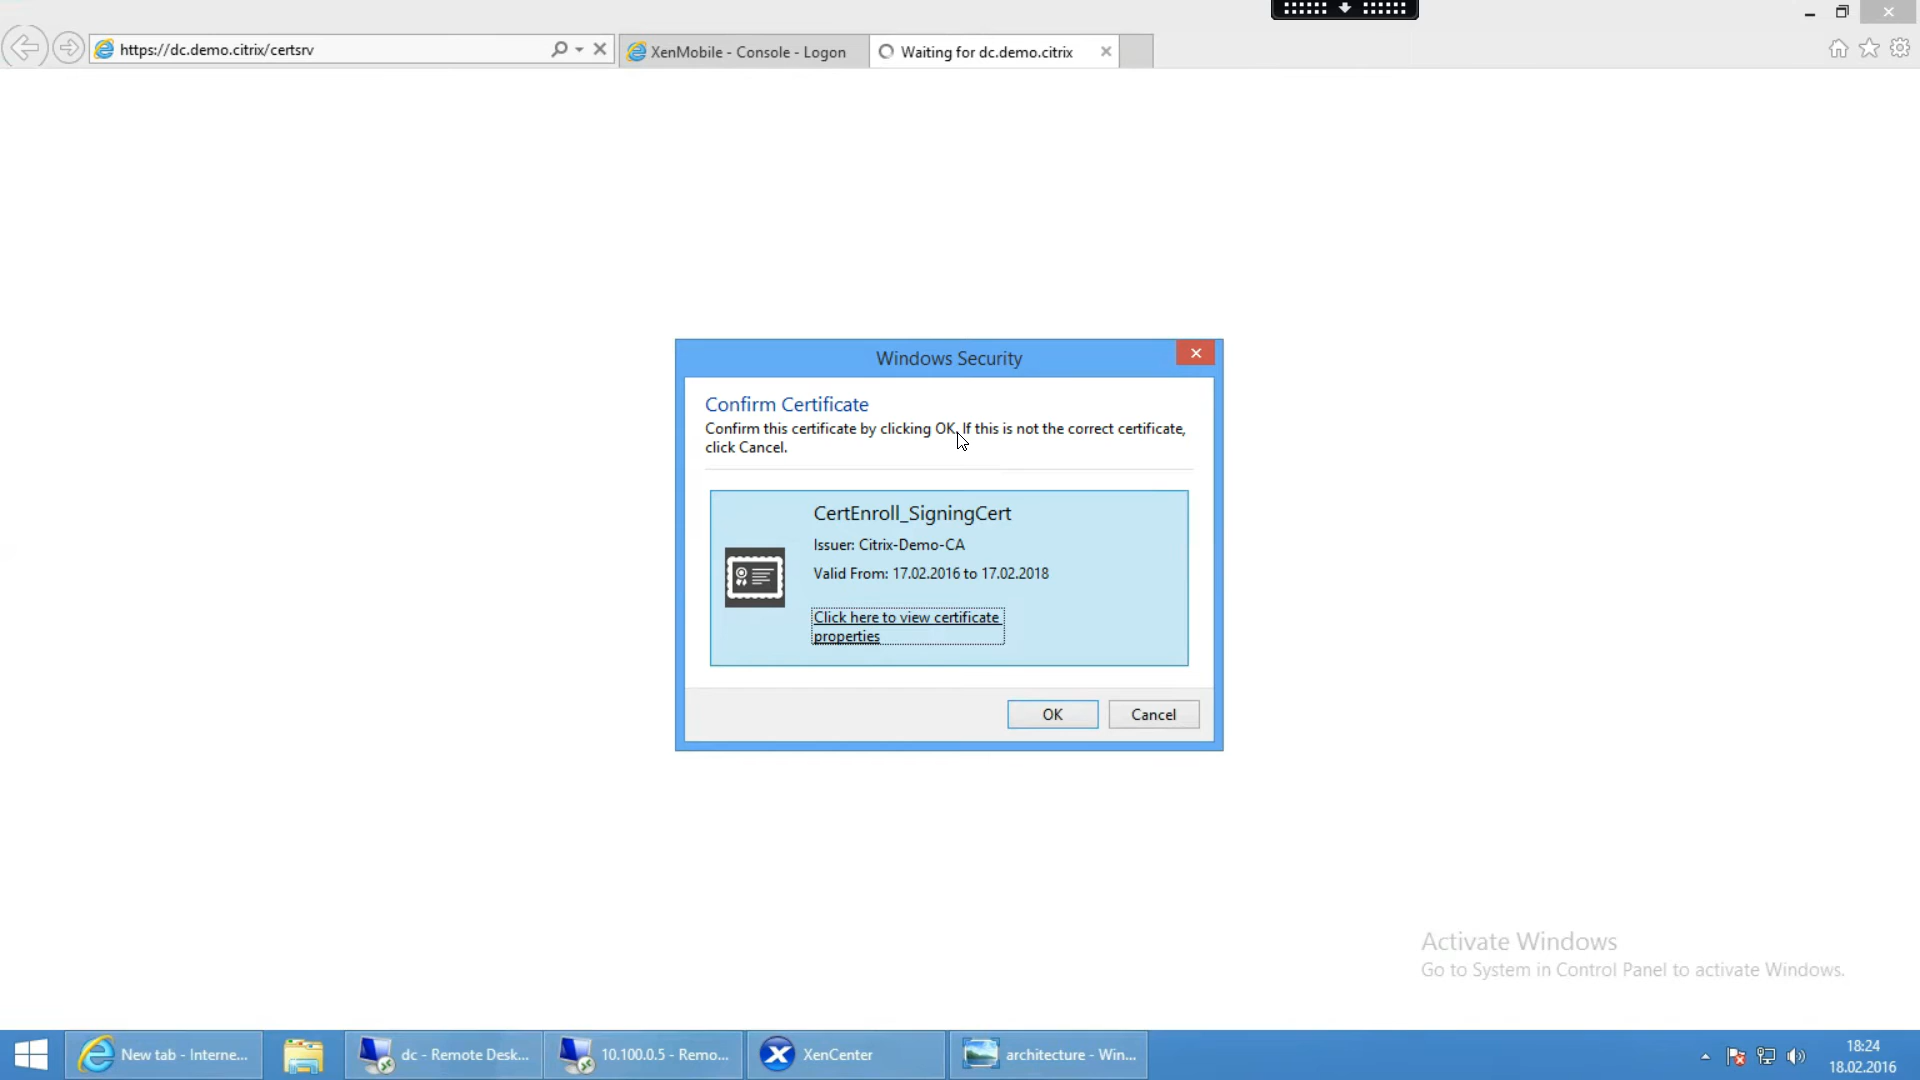 https://dc.demo.citrix/certsrv
XenMobile - Console - Logon
Waiting for dc.demo.citrix
Windows Security
Confirm Certificate
Confirm this certificate by clicking OK. If this is not the correct certificate,
click Cancel.
CertEnroll_SigningCert
Issuer: Citrix-Demo-CA
Valid From: 17.02.2016 to 17.02.2018
Click here to view certificate
properties
OK
Cancel
Activate Windows
Go to System in Control Panel to activate Windows.
New tab - Interne...
dc - Remote Desk...
10.100.0.5 - Remo...
XenCenter
architecture - Win...
18:24
18.02.2016